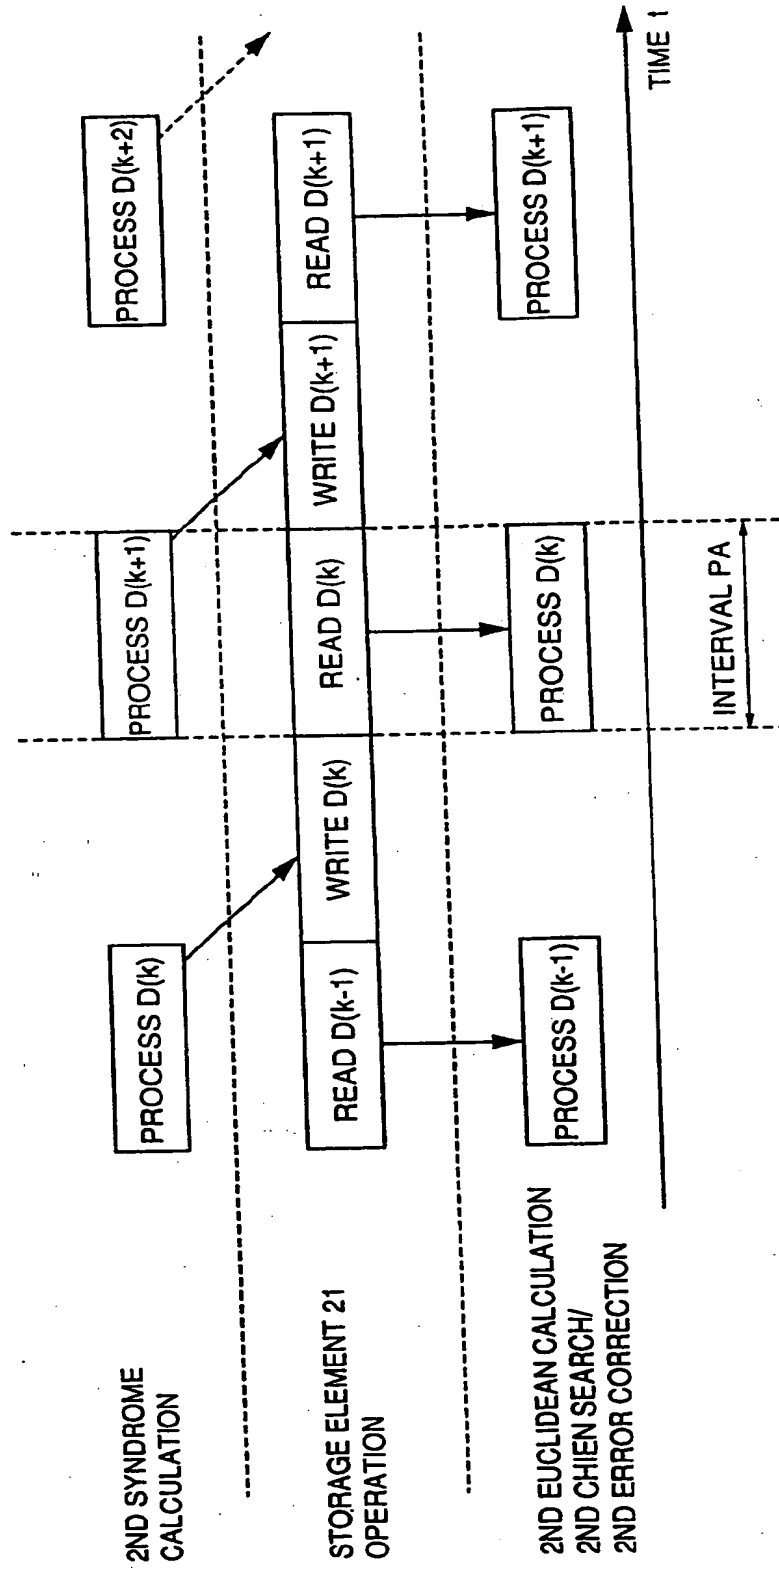 2ND SYNDROME
CALCULATION
PROCESS D(k)
PROCESS D(k+1)
PROCESS D(k+2)
STORAGE ELEMENT 21
OPERATION
READ D(k-1)
WRITE D(k)
READ D(k)
WRITE D(k+1)
READ D(k+1)
2ND EUCLIDEAN CALCULATION
2ND CHIEN SEARCH/
2ND ERROR CORRECTION
PROCESS D(k-1)
PROCESS D(k)
PROCESS D(k+1)
TIME t
INTERVAL PA